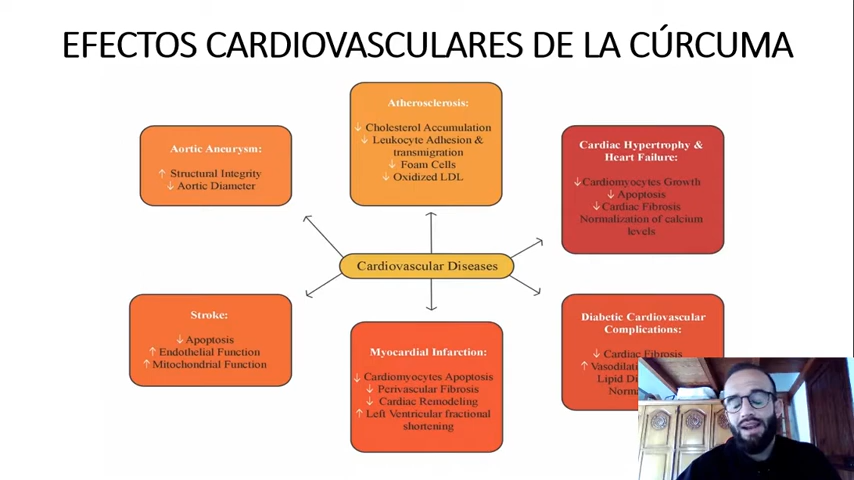 EFECTOS CARDIOVASCULARES DE LA CÚRCUMA
Atherosclerosis:
↓ Cholesterol Accumulation
↓ Leukocyte Adhesion &
transmigration
↓ Foam Cells
↓ Oxidized LDL
Aortic Aneurysm:
↑ Structural Integrity
↓ Aortic Diameter
Cardiac Hypertrophy &
Heart Failure:
↓Cardiomyocytes Growth
↓ Apoptosis
↓ Cardiac Fibrosis
Normalization of calcium
levels
Cardiovascular Diseases
Stroke:
↓ Apoptosis
↑ Endothelial Function
↑ Mitochondrial Function
Myocardial Infarction:
↓ Cardiomyocytes Apoptosis
↓ Perivascular Fibrosis
↓ Cardiac Remodeling
↑ Left Ventricular fractional
shortening
Diabetic Cardiovascular
Complications:
↓ Cardiac Fibrosis
↑
Lipid